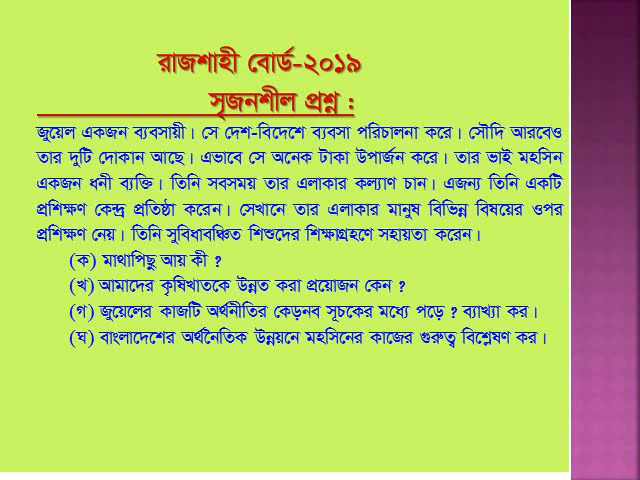 রাজশাহী বোর্ড-২০১৯
সৃজনশীল প্রশ্ন :
জুয়েল একজন ব্যবসায়ী। সে দেশ-বিদেশে ব্যবসা পরিচালনা করে। সৌদি আরবেও
তার দুটি দোকান আছে। এভাবে সে অনেক টাকা উপার্জন করে। তার ভাই মহসিন
একজন ধনী ব্যক্তি। তিনি সবসময় তার এলাকার কল্যাণ চান। এজন্য তিনি একটি
প্রশিক্ষণ কেন্দ্র প্রতিষ্ঠা করেন। সেখানে তার এলাকার মানুষ বিভিন্ন বিষয়ের ওপর
প্রশিক্ষণ নেয়। তিনি সুবিধাবঞ্চিত শিশুদের শিক্ষাগ্রহণে সহায়তা করেন।
(ক) মাথাপিছু আয় কী ?
(খ) আমাদের কৃষিখাতকে উন্নত করা প্রয়োজন কেন ?
(গ) জুয়েলের কাজটি অর্থনীতির কেড়নব সূচকের মধ্যে পড়ে ? ব্যাখ্যা কর।
(ঘ) বাংলাদেশের অর্থনৈতিক উন্নয়নে মহসিনের কাজের গুরুত্ব বিশ্লেষণ কর।